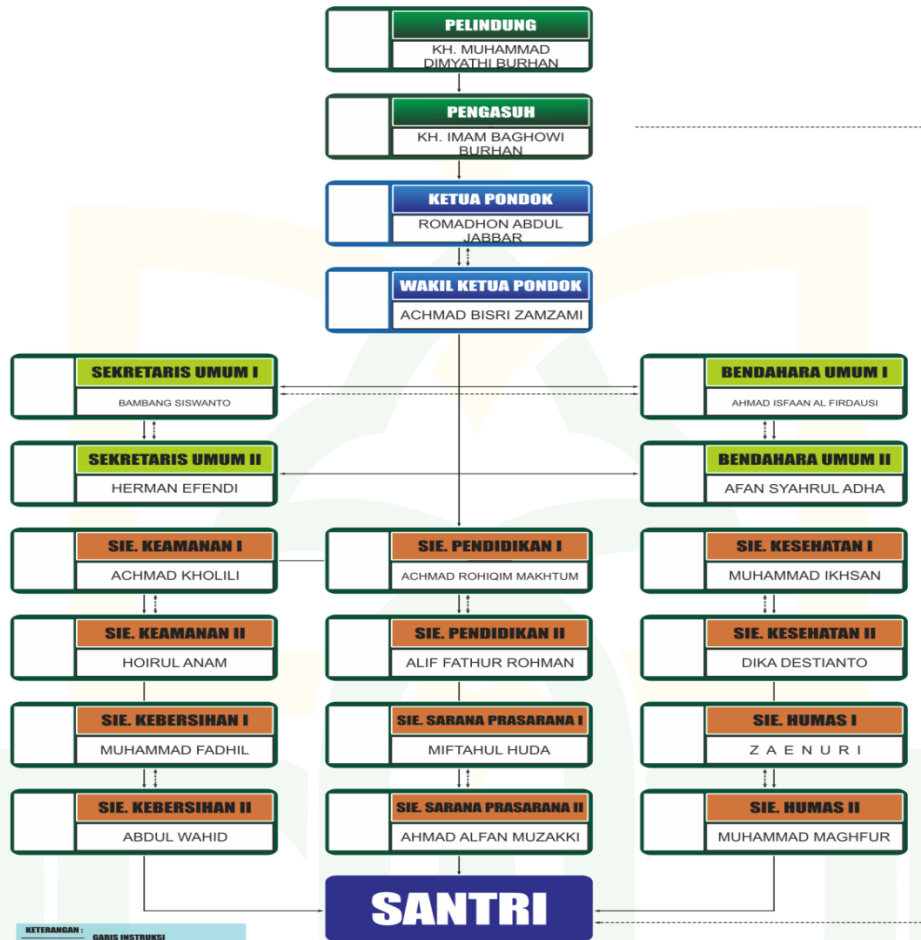 PELINDUNG
KH. MUHAMMAD
DIMYATHI BURHAN
PENGASUH
KH. IMAM BAGHOWI
BURHAN
KETUA PONDOK
ROMADHON ABDUL
JABBAR
WAKIL KETUA PONDOK
ACHMAD BISRI ZAMZAMI
SEKRETARIS UMUM I
BAMBANG SISWANTO
BENDAHARA UMUM I
AHMAD ISFAAN AL FIRDAUSI
SEKRETARIS UMUM II
HERMAN EFENDI
BENDAHARA UMUM II
AFAN SYAHRUL ADHA
SIE. KEAMANAN I
ACHMAD KHOLILI
SIE. PENDIDIKAN I
ACHMAD ROHIQIM MAKHTUM
SIE. KESEHATAN I
MUHAMMAD IKHSAN
SIE. KEAMANAN II
HOIRUL ANAM
SIE. PENDIDIKAN II
ALIF FATHUR ROHMAN
SIE. KESEHATAN II
DIKA DESTIANTO
SIE. KEBERSIHAN I
MUHAMMAD FADHIL
SIE. SARANA PRASARANA I
MIFTAHUL HUDA
SIE. HUMAS I
Z A E N U R I
SIE. KEBERSIHAN II
ABDUL WAHID
SIE. SARANA PRASARANA II
AHMAD ALFAN MUZAKKI
SIE. HUMAS II
MUHAMMAD MAGHFUR
SANTRI
KETERANGAN :
GARIS INSTRUKSI